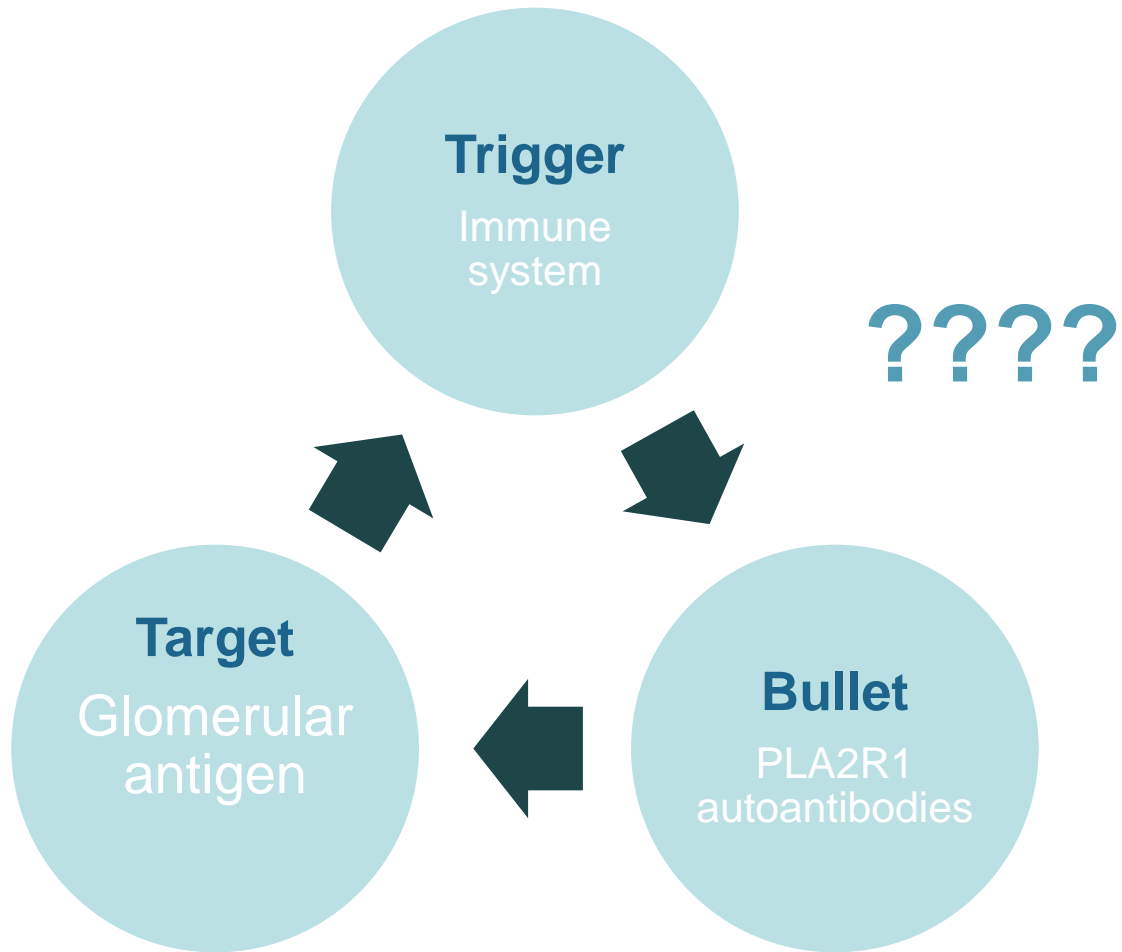 Trigger
Immune
system
????
Target
Glomerular
antigen
Bullet
PLA2R1
autoantibodies